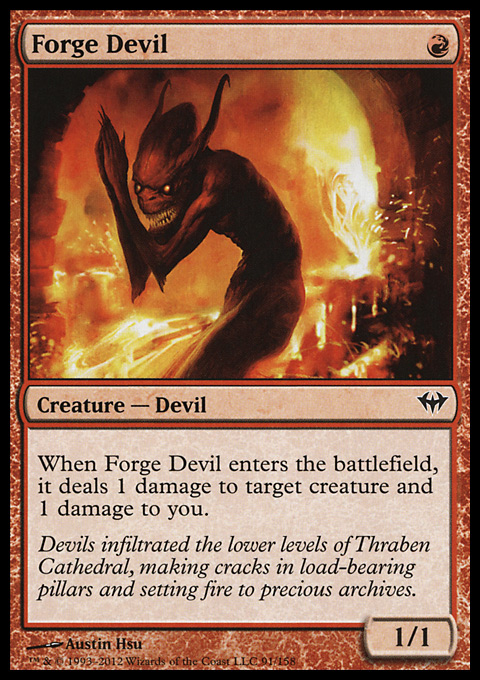 Forge Devil
Creature — Devil
When Forge Devil enters the battlefield,
it deals 1 damage to target creature and
1 damage to you.
Devils infiltrated the lower levels of Thraben
Cathedral, making cracks in load-bearing
pillars and setting fire to precious archives.
Austin Hsu
1/1
™ & © 1993–2012 Wizards of the Coast LLC 91/158